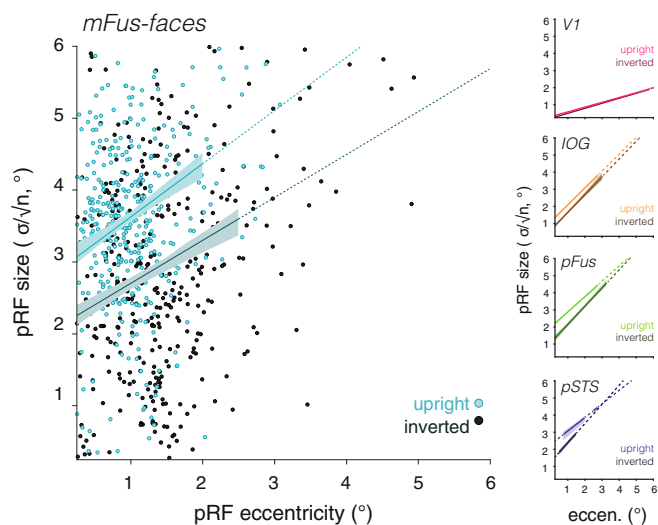 mFus-faces
6
5
4
3
2
1
pRF size ( σ/√n, °)
1
2
3
4
5
6
pRF eccentricity (°)
upright
inverted
V1
6
5
4
3
2
1
upright
inverted
IOG
6
5
4
3
2
1
upright
inverted
pFus
6
5
4
3
2
1
upright
inverted
pSTS
6
5
4
3
2
1
upright
inverted
1 2 3 4 5 6
pRF size ( σ/√n, °)
eccen. (°)